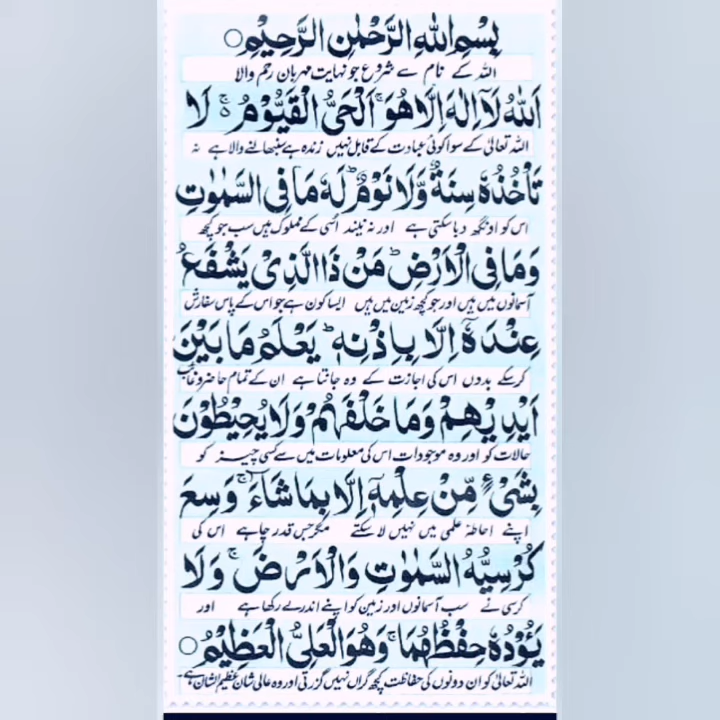 بِسْمِ اللّٰهِ الرَّحْمٰنِ الرَّحِيْمِ
اللہ کے نام سے شروع جو نہایت مہربان رحم والا
اَللّٰهُ لَاۤ اِلٰهَ اِلَّا هُوَۚ اَلْحَیُّ الْقَیُّوْمُ ۚ لَا
اللہ تعالیٰ کے سوا کوئی عبادت کے قابل نہیں زندہ ہے سنبھالنے والا ہے نہ
تَاْخُذُهٗ سِنَةٌ وَّلَا نَوْمٌ ؕ لَهٗ مَا فِی السَّمٰوٰتِ
اس کو اونگھ دبا سکتی ہے اور نہ نیند اسی کے مملوک ہیں سب جو کچھ
وَمَا فِی الْاَرْضِ ؕ مَنْ ذَا الَّذِیْ یَشْفَعُ
آسمانوں میں ہیں اور جو کچھ زمین میں ہیں ایسا کون ہے جو اس کے پاس سفارش
عِنْدَهٗۤ اِلَّا بِاِذْنِهٖ ؕ یَعْلَمُ مَا بَیْنَ
کرسکے بدوں اس کی اجازت کے وہ جانتا ہے ان کے تمام حاضر و غائب
اَیْدِیْهِمْ وَمَا خَلْفَهُمْ وَلَا یُحِیْطُوْنَ
حالات کو اور وہ موجودات اس کی معلومات میں سے کسی چیز کو
بِشَیْءٍ مِّنْ عِلْمِهٖۤ اِلَّا بِمَا شَآءَ ۚ وَسِعَ
اپنے احاطۂ علمی میں نہیں لا سکتے مگر جس قدر چاہے اس کی
كُرْسِیُّهُ السَّمٰوٰتِ وَالْاَرْضَ ۚ وَلَا
کرسی نے سب آسمانوں اور زمین کو اپنے اندر لے رکھا ہے اور
یَـُٔوْدُهٗ حِفْظُهُمَا ۚ وَهُوَ الْعَلِیُّ الْعَظِیْمُ
اللہ تعالیٰ کو ان دونوں کی حفاظت کچھ گراں نہیں گزرتی اور وہ عالی شان عظیم الشان ہے۔